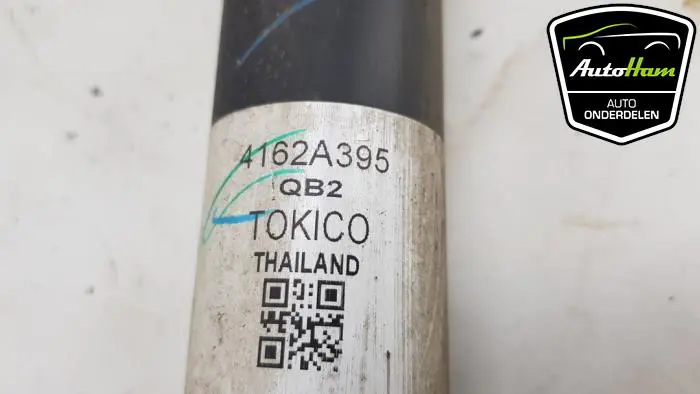 4162A395
QB2
TOKICO
THAILAND
AutoHam
AUTO
ONDERDELEN